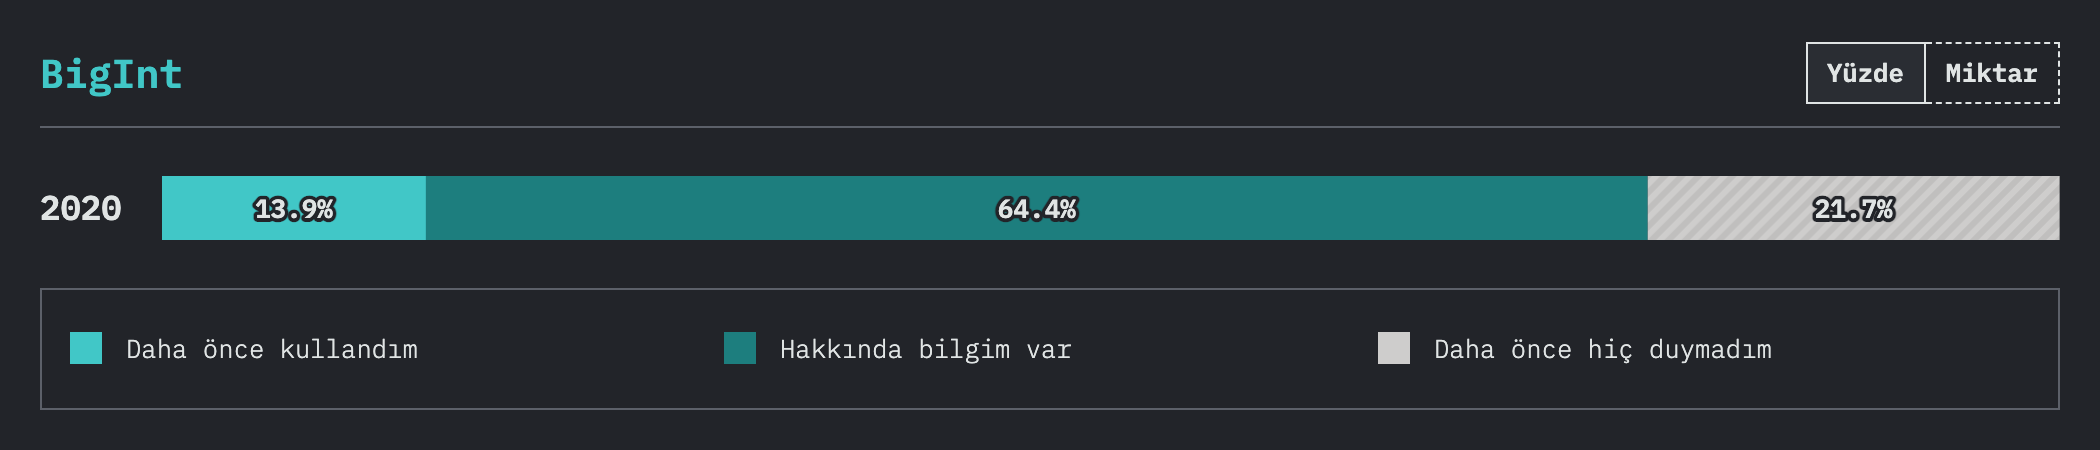 BigInt
Yüzde Miktar
2020 13.9% 64.4% 21.7%
Daha önce kullandım Hakkında bilgim var Daha önce hiç duymadım